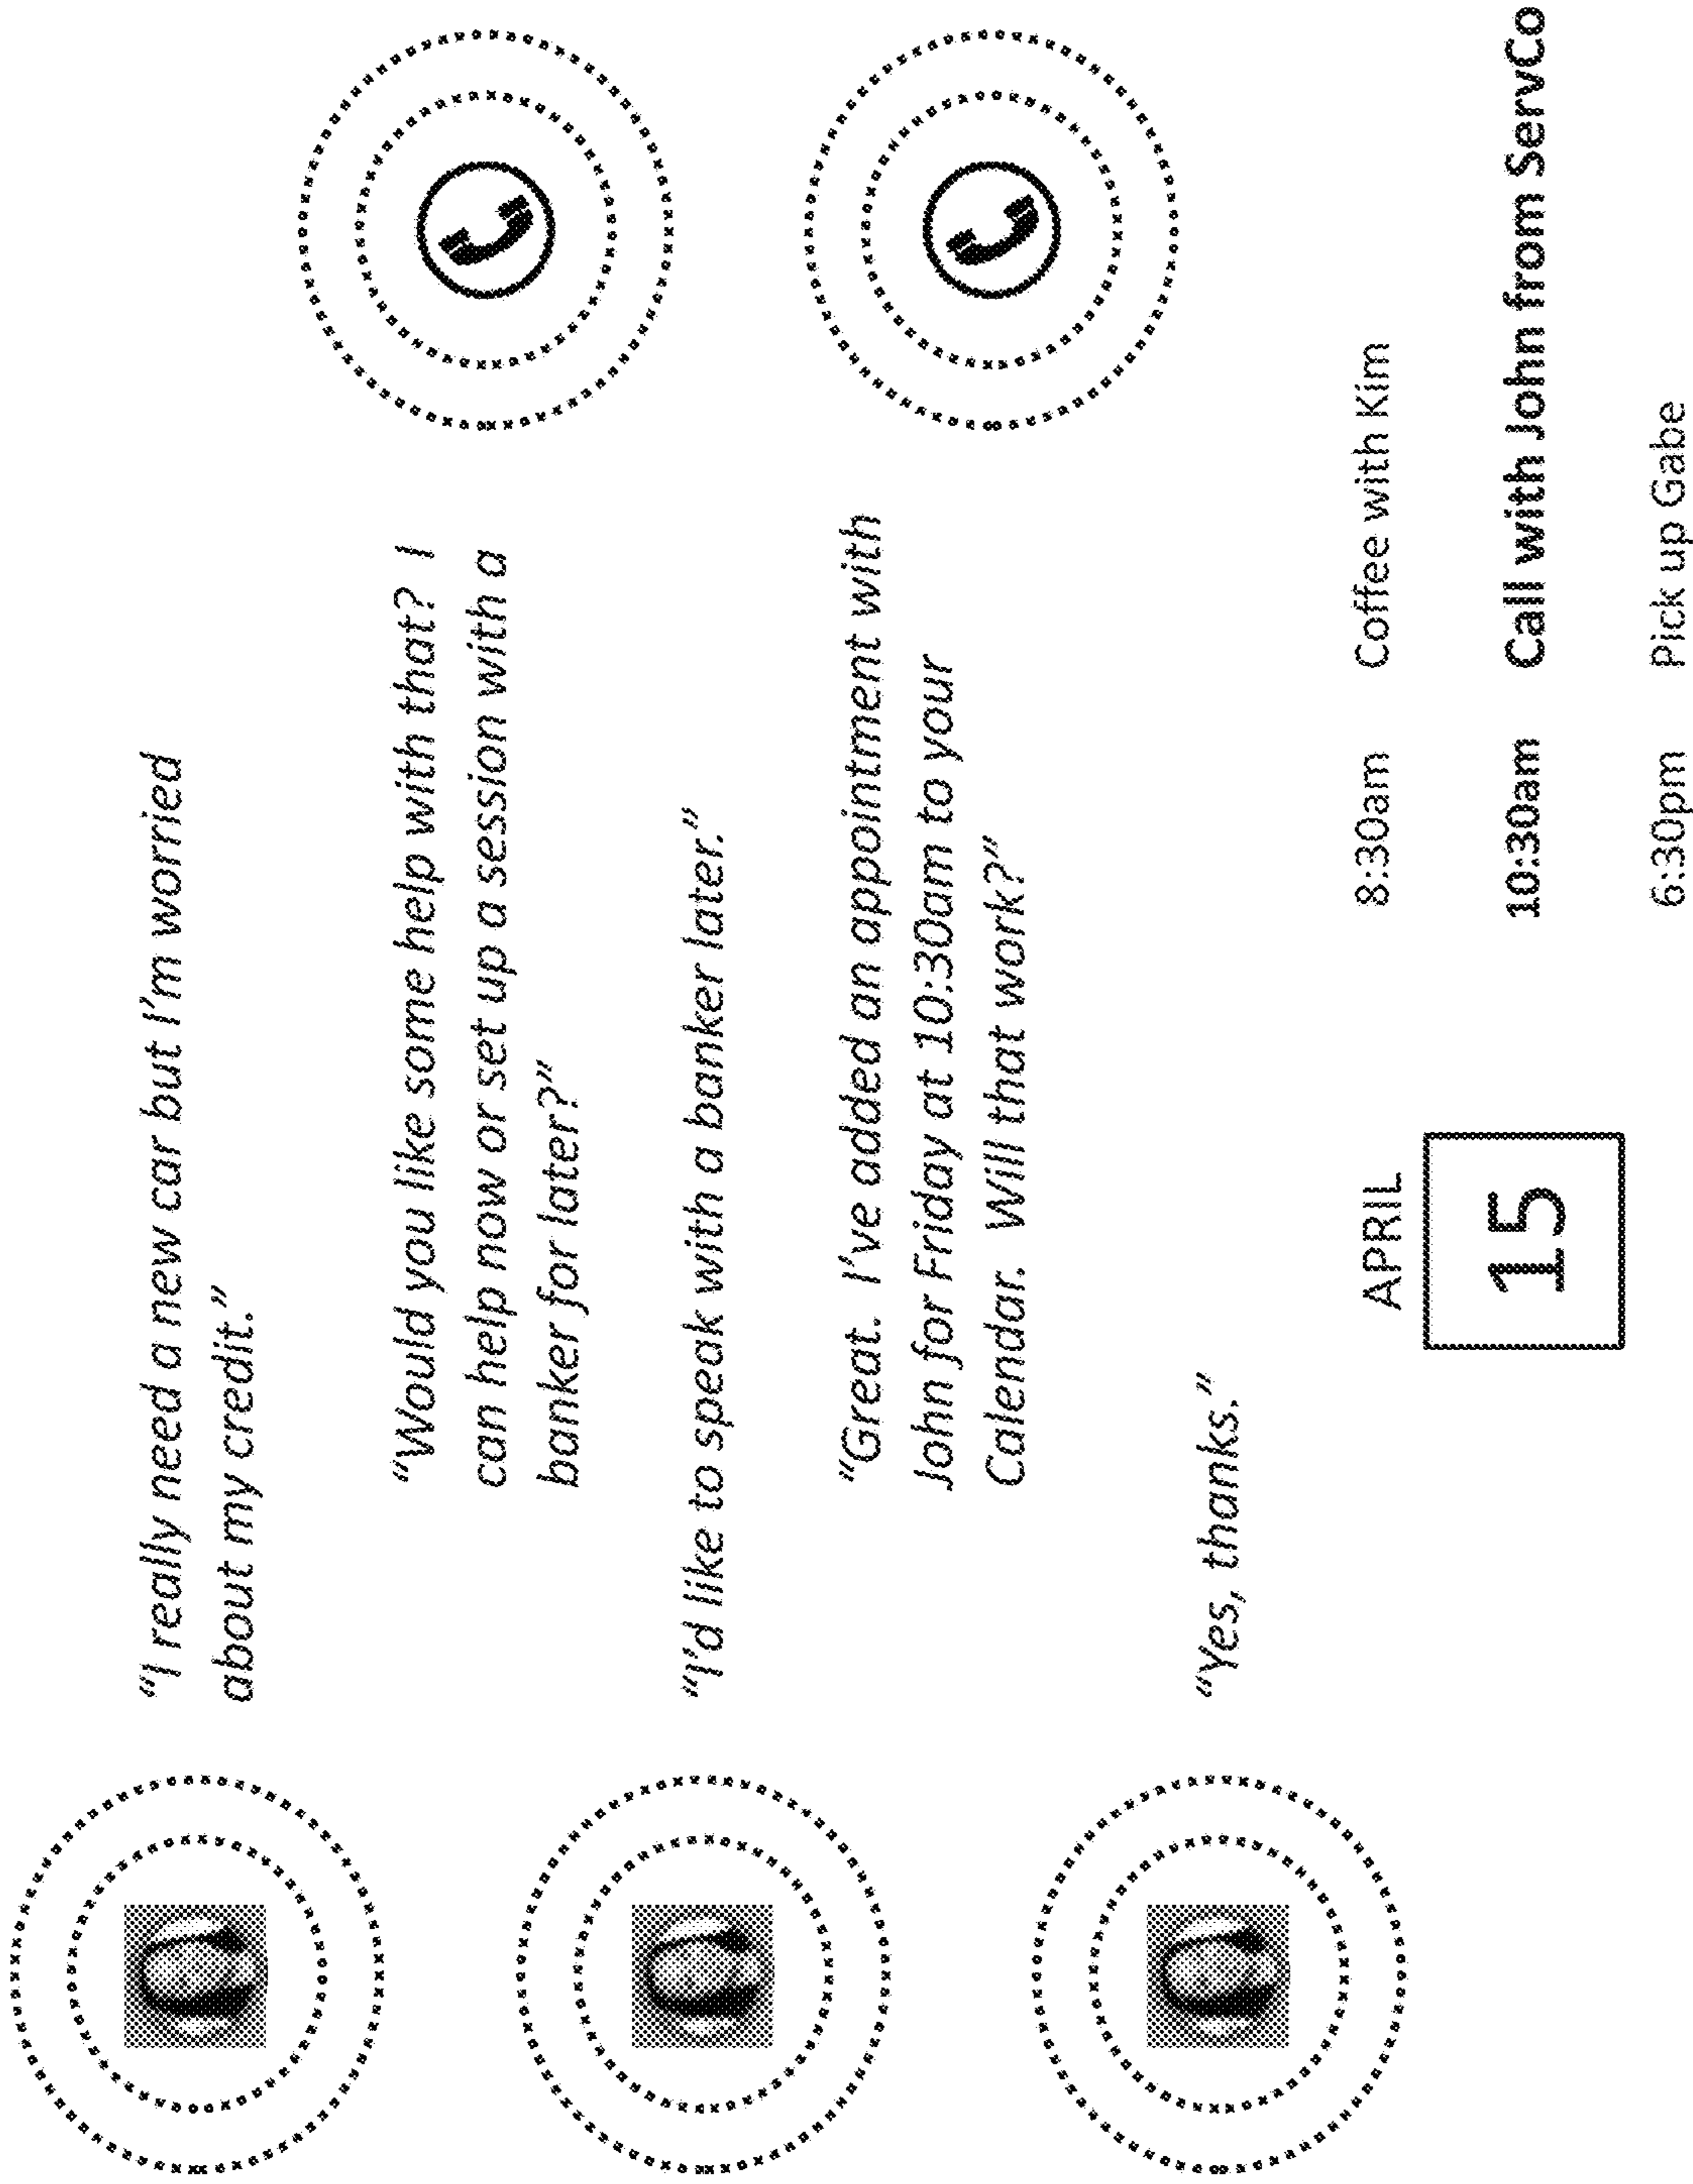 “I really need a new car but I’m worried
about my credit.”
“Would you like some help with that?  I
can help now or set up a session with a
banker for later?”
“I’d like to speak with a banker later.”
“Great.  I’ve added an appointment with
John for Friday at 10:30am to your
Calendar.  Will that work?”
“Yes, thanks.”
APRIL
15
8:30am Coffee with Kim
10:30am Call with John from ServCo
6:30pm Pick up Gabe